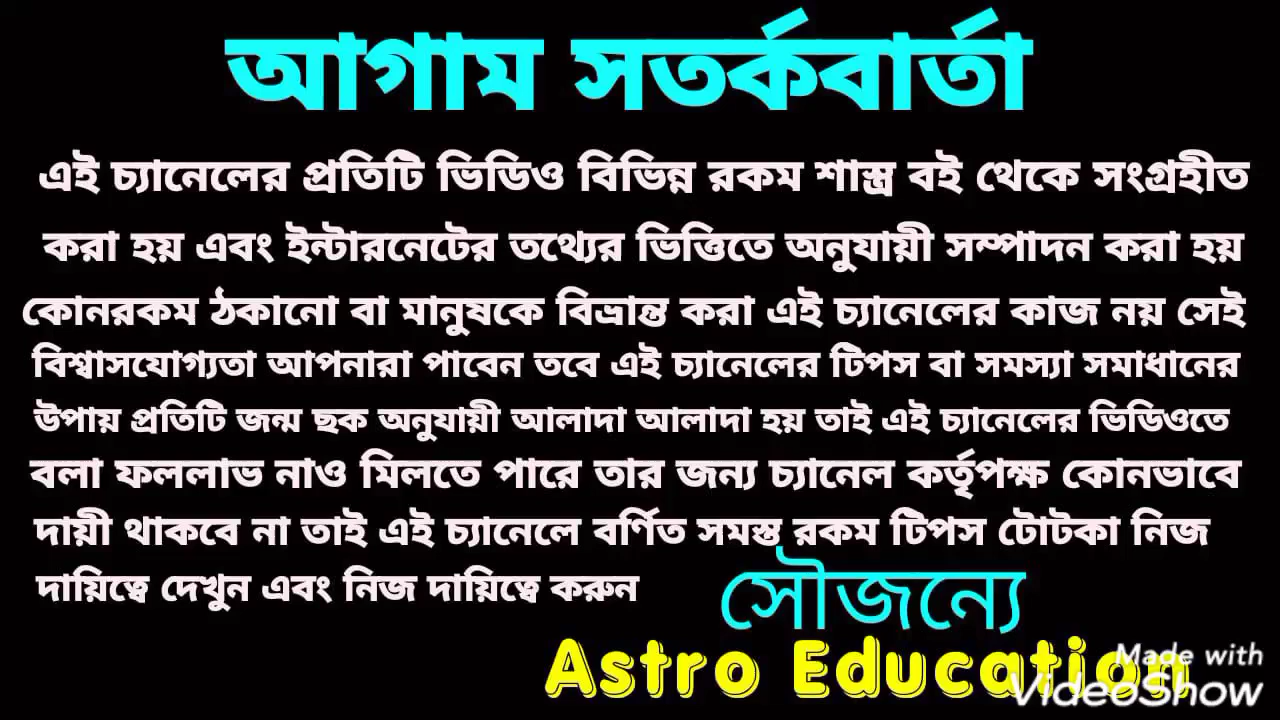 আগাম সতর্কবার্তা
এই চ্যানেলের প্রতিটি ভিডিও বিভিন্ন রকম শাস্ত্র বই থেকে সংগ্রহীত
করা হয় এবং ইন্টারনেটের তথ্যের ভিত্তিতে অনুযায়ী সম্পাদন করা হয়
কোনরকম ঠকানো বা মানুষকে বিভ্রান্ত করা এই চ্যানেলের কাজ নয় সেই
বিশ্বাসযোগ্যতা আপনারা পাবেন তবে এই চ্যানেলের টিপস বা সমস্যা সমাধানের
উপায় প্রতিটি জন্ম ছক অনুযায়ী আলাদা আলাদা হয় তাই এই চ্যানেলের ভিডিওতে
বলা ফললাভ নাও মিলতে পারে তার জন্য চ্যানেল কর্তৃপক্ষ কোনভাবে
দায়ী থাকবে না তাই এই চ্যানেলে বর্ণিত সমস্ত রকম টিপস টোটকা নিজ
দায়িত্বে দেখুন এবং নিজ দায়িত্বে করুন
সৌজন্যে
Astro Education
Made with
VideoShow